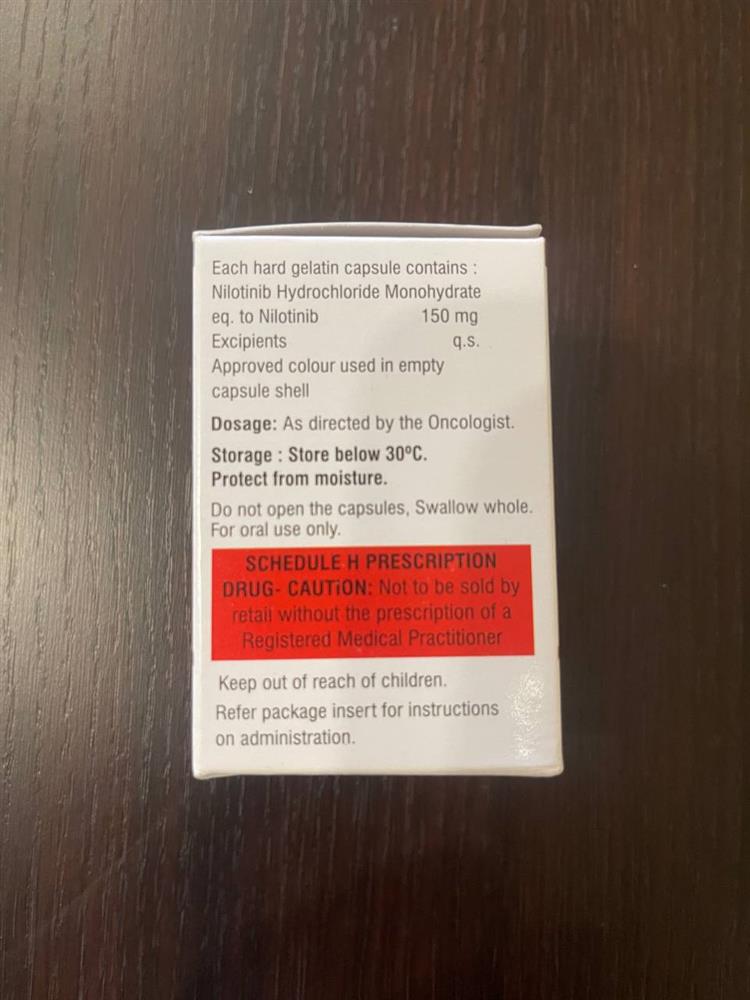 Each hard gelatin capsule contains :
Nilotinib Hydrochloride Monohydrate
eq. to Nilotinib 150 mg
Excipients q.s.
Approved colour used in empty
capsule shell
Dosage: As directed by the Oncologist.
Storage : Store below 30ºC.
Protect from moisture.
Do not open the capsules, Swallow whole.
For oral use only.
SCHEDULE H PRESCRIPTION
DRUG- CAUTiON: Not to be sold by
retail without the prescription of a
Registered Medical Practitioner
Keep out of reach of children.
Refer package insert for instructions
on administration.